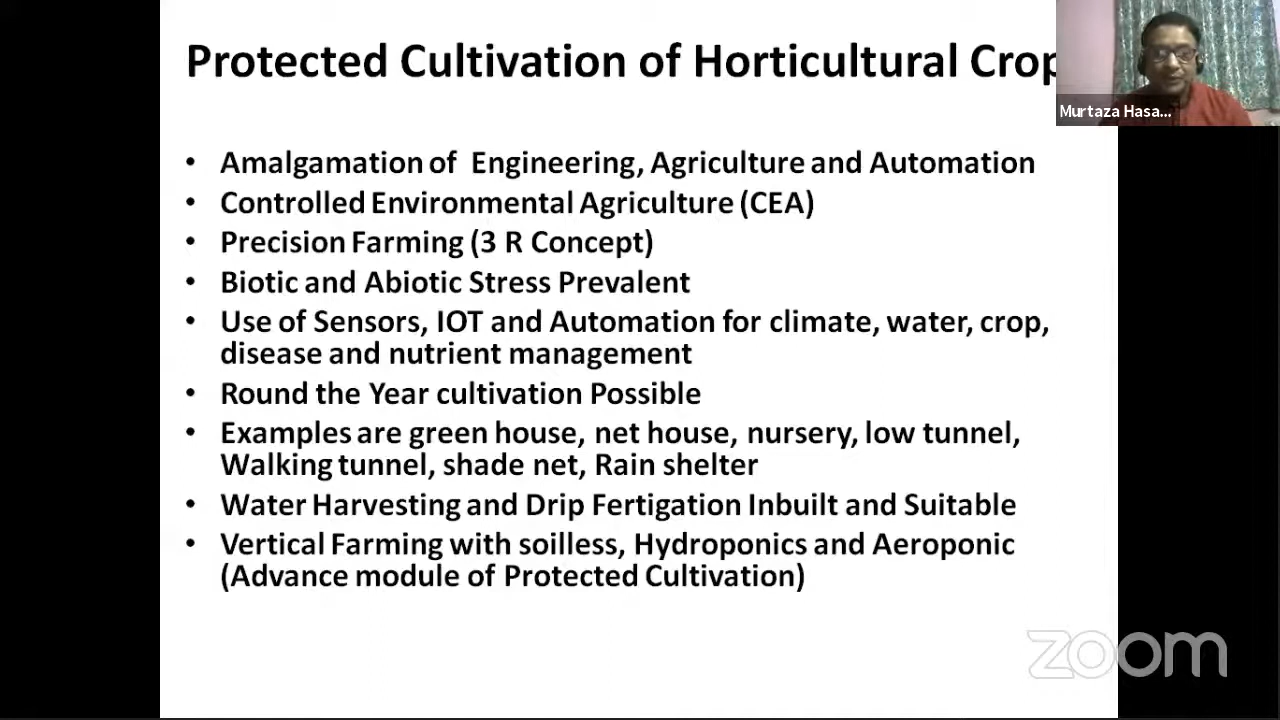 Protected Cultivation of Horticultural Crop
Murtaza Hasa...
• Amalgamation of Engineering, Agriculture and Automation
• Controlled Environmental Agriculture (CEA)
• Precision Farming (3 R Concept)
• Biotic and Abiotic Stress Prevalent
• Use of Sensors, IOT and Automation for climate, water, crop,
disease and nutrient management
• Round the Year cultivation Possible
• Examples are green house, net house, nursery, low tunnel,
Walking tunnel, shade net, Rain shelter
• Water Harvesting and Drip Fertigation Inbuilt and Suitable
• Vertical Farming with soilless, Hydroponics and Aeroponic
(Advance module of Protected Cultivation)
zoom